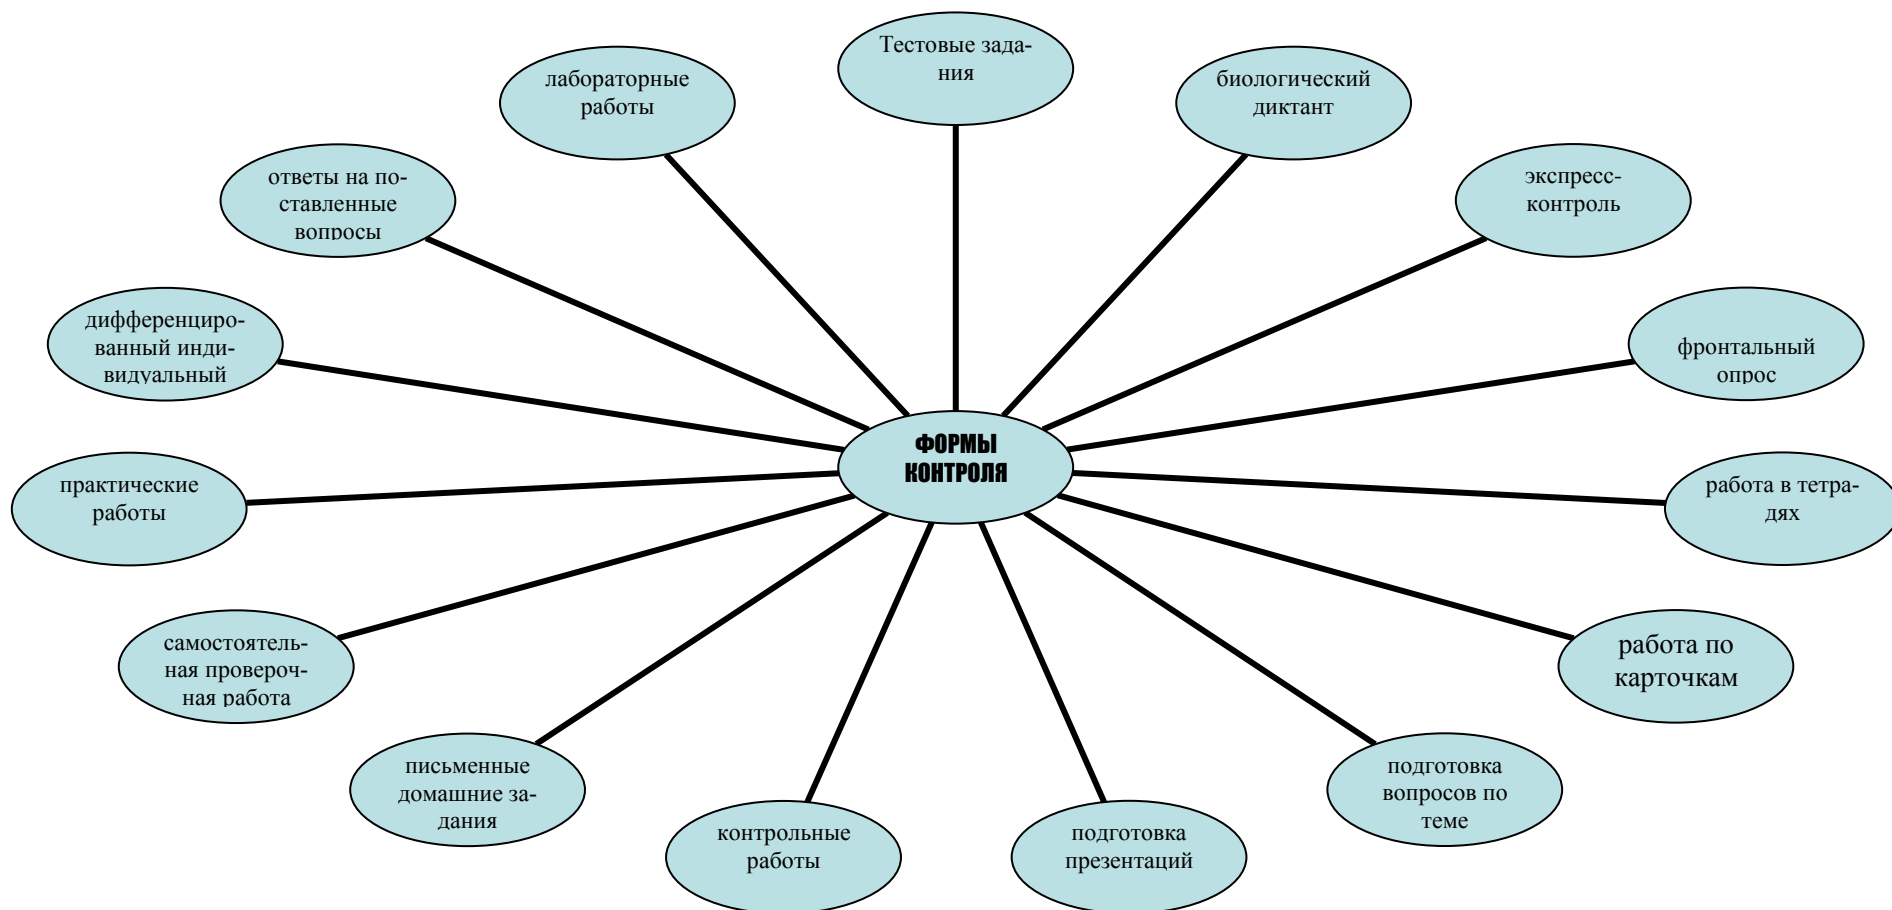 Тестовые зада-
ния
биологический
диктант
экспресс-
контроль
фронтальный
опрос
работа в тетра-
дях
работа по
карточкам
подготовка
вопросов по
теме
подготовка
презентаций
контрольные
работы
письменные
домашние за-
дания
самостоятель-
ная провероч-
ная работа
практические
работы
дифференциро-
ванный инди-
видуальный
ответы на по-
ставленные
вопросы
лабораторные
работы
ФОРМЫ
КОНТРОЛЯ